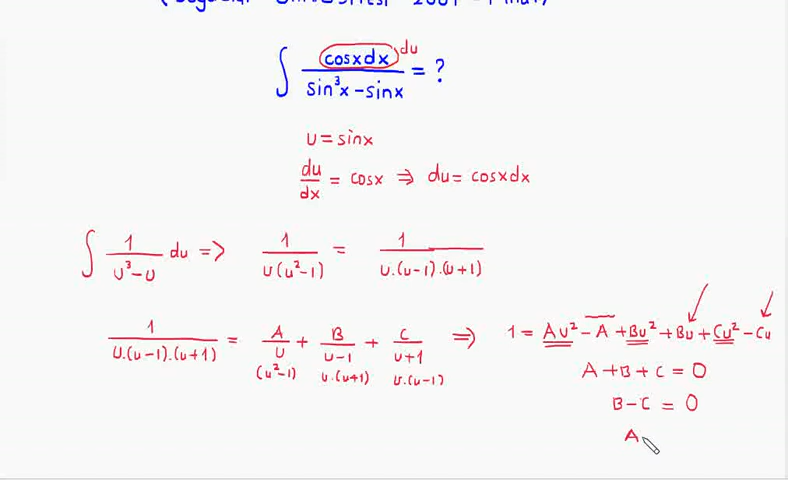 ∫ cosxdx / (sin³x - sinx) = ?
du
u = sinx
du/dx = cosx ⇒ du = cosxdx
∫ 1/(u³-u) du => 1/(u(u²-1)) = 1/(u.(u-1).(u+1))
1/(u.(u-1).(u+1)) = A/u + B/(u-1) + C/(u+1) ⇒ 1 = Au² - A + Bu² + Bu + Cu² - Cu
(u²-1) u.(u+1) u.(u-1)
A+B+C = 0
B-C = 0
A